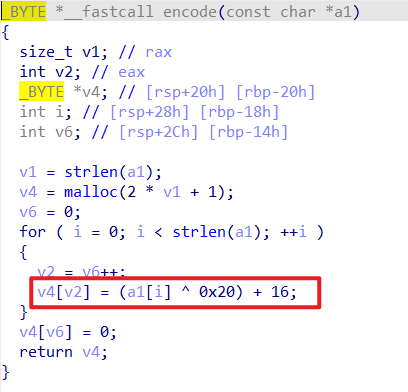 _BYTE *__fastcall encode(const char *a1)
{
  size_t v1; // rax
  int v2; // eax
  _BYTE *v4; // [rsp+20h] [rbp-20h]
  int i; // [rsp+28h] [rbp-18h]
  int v6; // [rsp+2Ch] [rbp-14h]

  v1 = strlen(a1);
  v4 = malloc(2 * v1 + 1);
  v6 = 0;
  for ( i = 0; i < strlen(a1); ++i )
  {
    v2 = v6++;
    v4[v2] = (a1[i] ^ 0x20) + 16;
  }
  v4[v6] = 0;
  return v4;
}